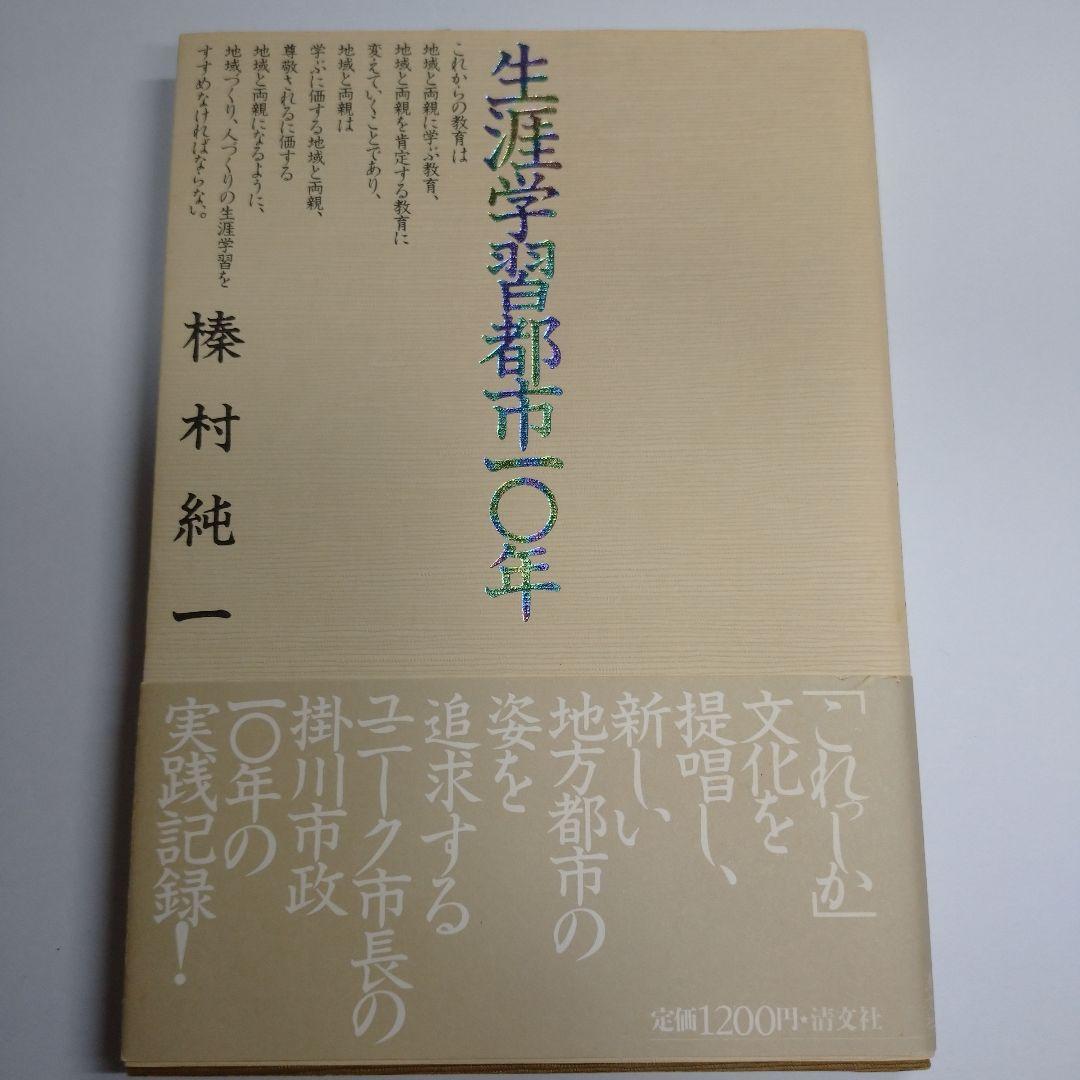 生涯学習都市一〇年
これからの教育は
地域と両親に学ぶ教育、
地域と両親を肯定する教育に
変えていくことであり、
地域と両親は
学ぶに価する地域と両親、
尊敬されるに価する
地域と両親になるように、
地域づくり、人づくりの生涯学習を
すすめなければならない。
榛村純一
「これっしか」
文化を
提唱し、
新しい
地方都市の
姿を
追求する
ユニーク市長の
掛川市政
一〇年の
実践記録!
定価1200円・清文社